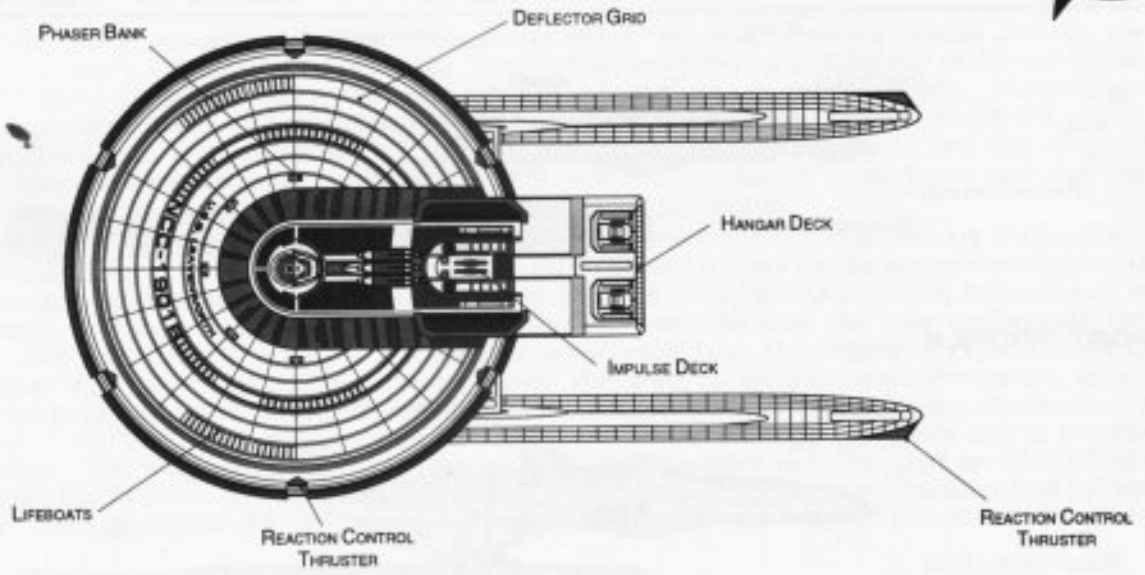 DEFLECTOR GRID
PHASER BANK
HANGAR DECK
IMPULSE DECK
LIFEBOATS
REACTION CONTROL
THRUSTER
REACTION CONTROL
THRUSTER